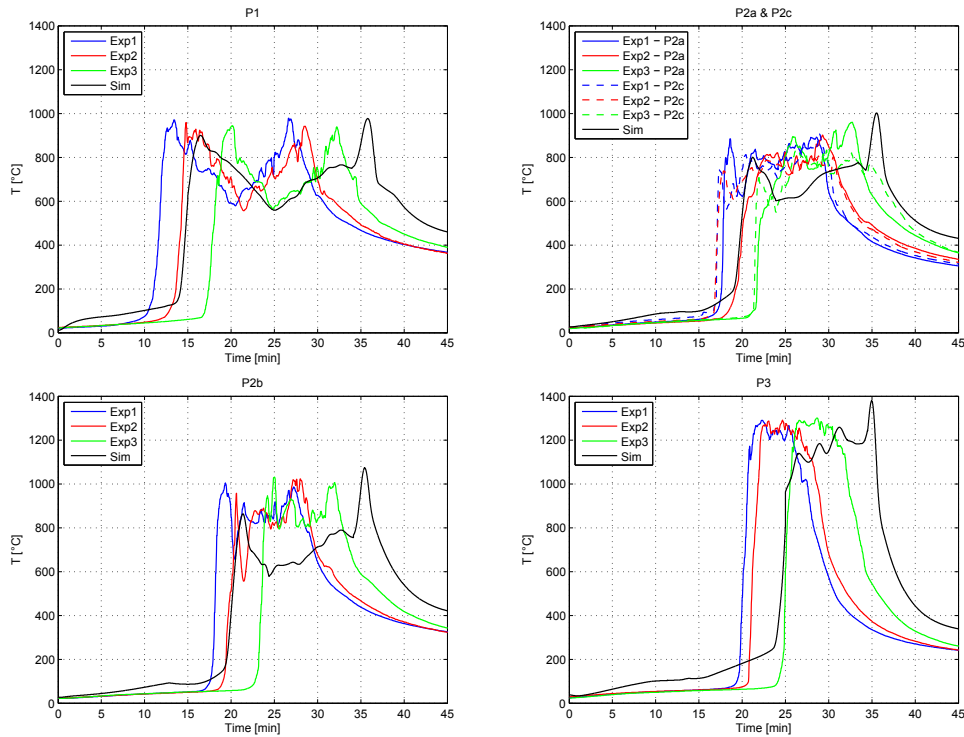 P1
T [°C]
1400
1200
1000
800
600
400
200
0
Exp1
Exp2
Exp3
Sim
0 5 10 15 20 25 30 35 40 45
Time [min]
P2a & P2c
T [°C]
1400
1200
1000
800
600
400
200
0
Exp1 − P2a
Exp2 − P2a
Exp3 − P2a
Exp1 − P2c
Exp2 − P2c
Exp3 − P2c
Sim
0 5 10 15 20 25 30 35 40 45
Time [min]
P2b
T [°C]
1400
1200
1000
800
600
400
200
0
Exp1
Exp2
Exp3
Sim
0 5 10 15 20 25 30 35 40 45
Time [min]
P3
T [°C]
1400
1200
1000
800
600
400
200
0
Exp1
Exp2
Exp3
Sim
0 5 10 15 20 25 30 35 40 45
Time [min]